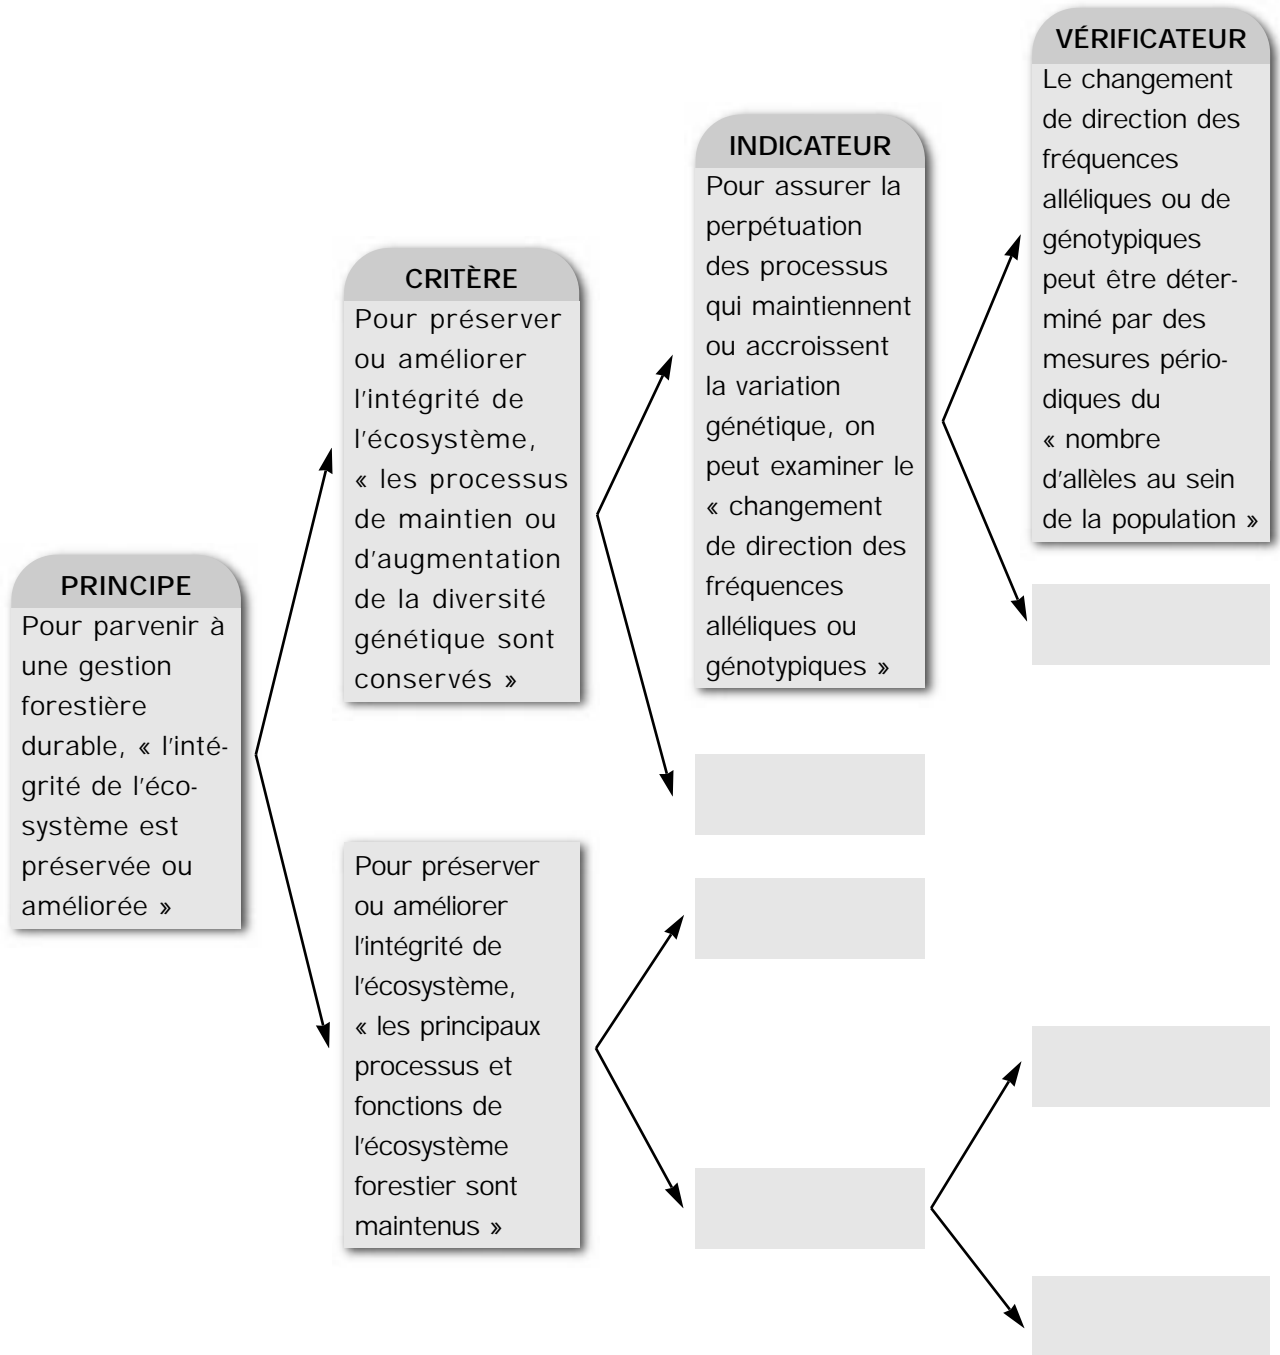 PRINCIPE
Pour parvenir à
une gestion
forestière
durable, « l'inté-
grité de l'éco-
système est
préservée ou
améliorée »
CRITÈRE
Pour préserver
ou améliorer
l'intégrité de
l'écosystème,
« les processus
de maintien ou
d'augmentation
de la diversité
génétique sont
conservés »
Pour préserver
ou améliorer
l'intégrité de
l'écosystème,
« les principaux
processus et
fonctions de
l'écosystème
forestier sont
maintenus »
INDICATEUR
Pour assurer la
perpétuation
des processus
qui maintiennent
ou accroissent
la variation
génétique, on
peut examiner le
« changement
de direction des
fréquences
alléliques ou
génotypiques »
VÉRIFICATEUR
Le changement
de direction des
fréquences
alléliques ou de
génotypiques
peut être déter-
miné par des
mesures pério-
diques du
« nombre
d'allèles au sein
de la population »